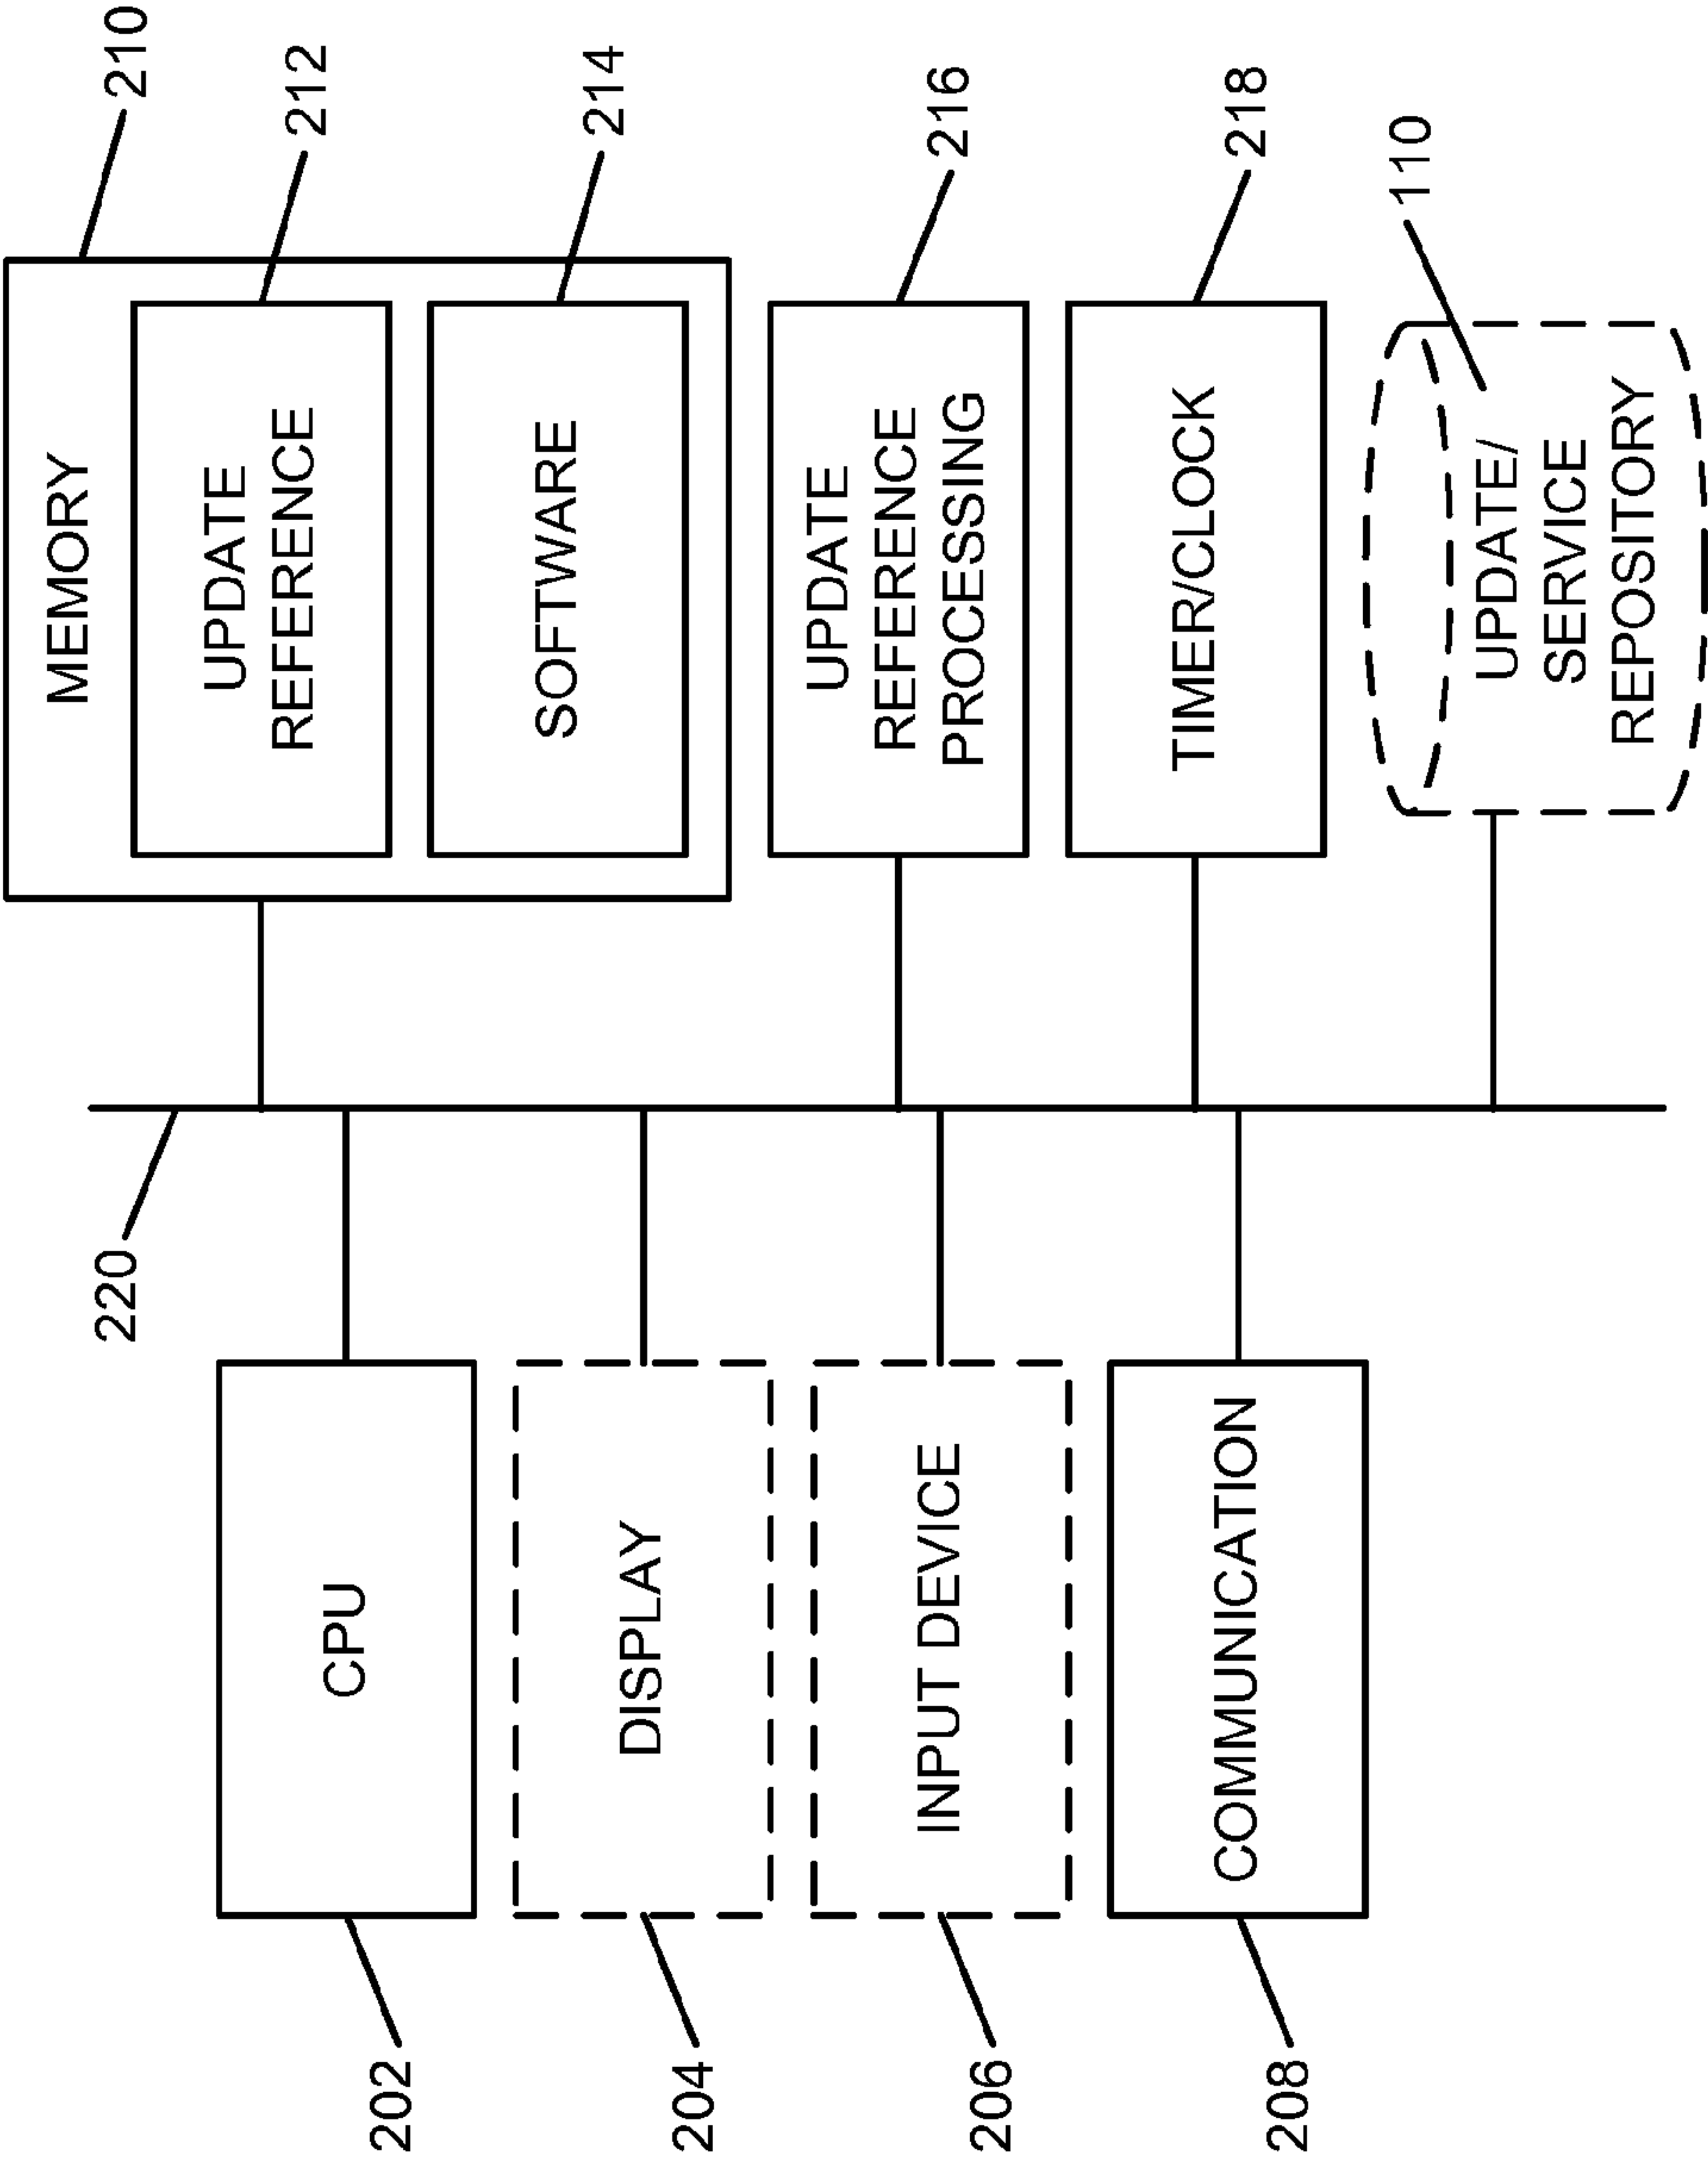 202
CPU
204
DISPLAY
206
INPUT DEVICE
208
COMMUNICATION
220
MEMORY
210
UPDATE
REFERENCE
212
SOFTWARE
214
UPDATE
REFERENCE
PROCESSING
216
TIMER/CLOCK
218
UPDATE/
SERVICE
REPOSITORY
110